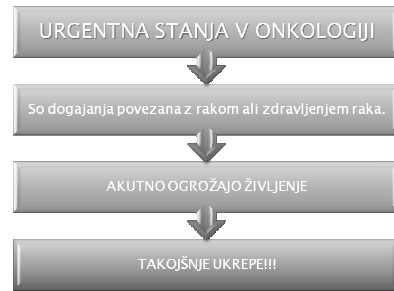 URGENTNA STANJA V ONKOLOGIJI
So dogajanja povezana z rakom ali zdravljenjem raka.
AKUTNO OGROŽAJO ŽIVLJENJE
TAKOJŠNJE UKREPE!!!